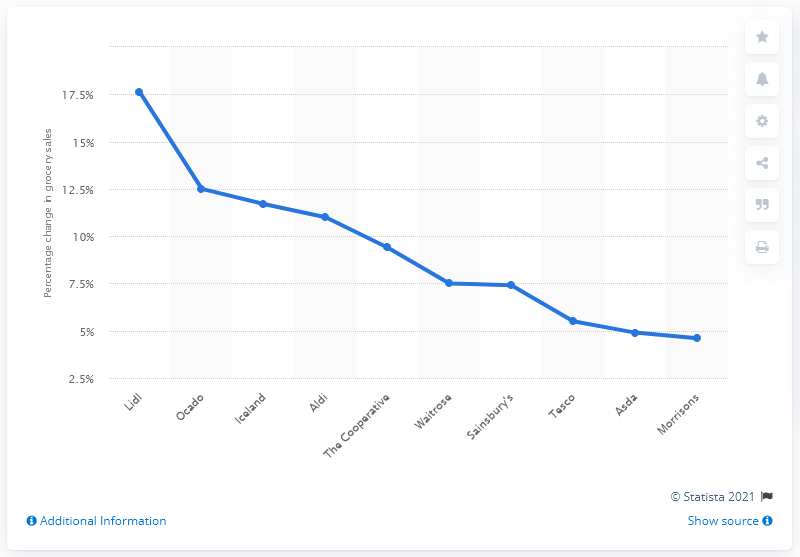 Percentage change in grocery sales
17.5%
15%
12.5%
10%
7.5%
5%
2.5%
Lidl
Ocado
Iceland
Aldi
The Cooperative
Waitrose
Sainsbury's
Tesco
Asda
Morrisons
© Statista 2021
Additional Information
Show source